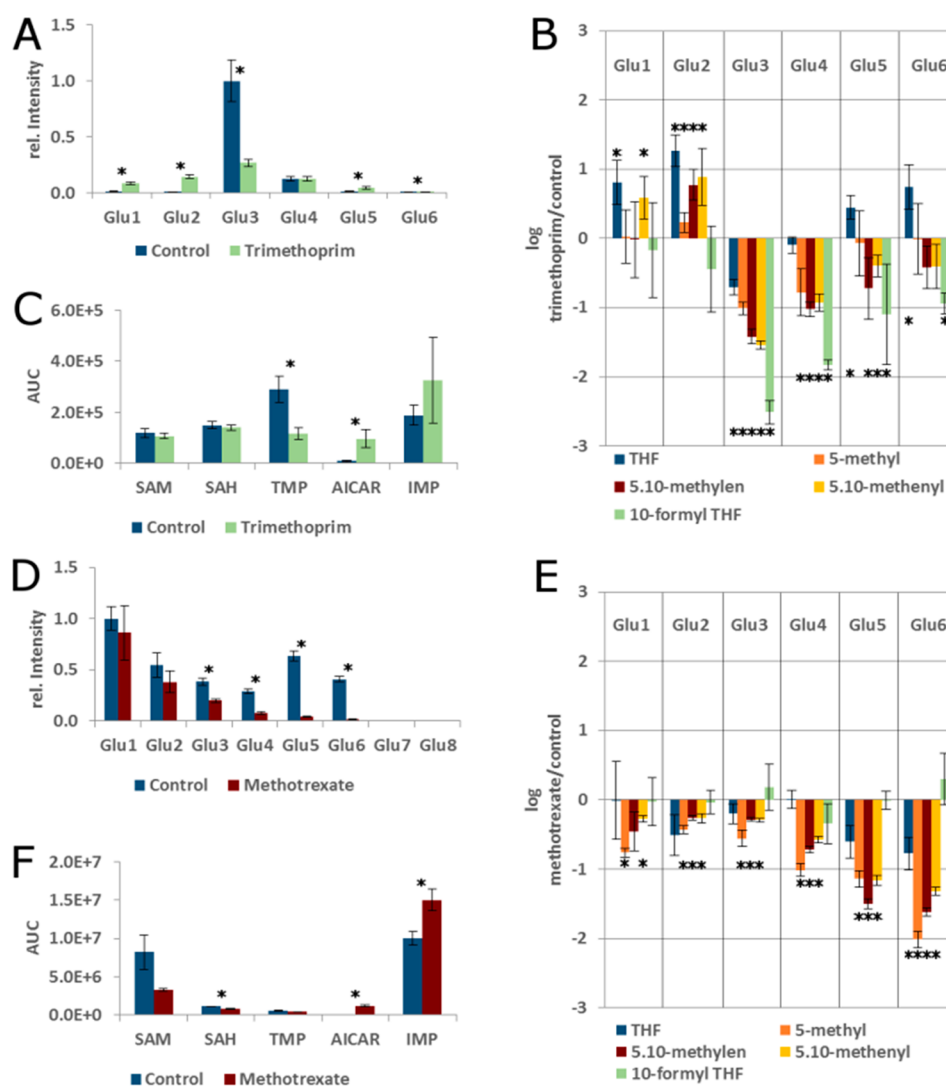 A
rel. Intensity
1.5
1.0
0.5
0.0
*
*
*
*
*
Glu1 Glu2 Glu3 Glu4 Glu5 Glu6
Control Trimethoprim
B
log
trimethoprim/control
3
2
1
0
-1
-2
-3
Glu1 Glu2 Glu3 Glu4 Glu5 Glu6
* *
****
*****
****
* ***
* *
THF 5-methyl
5.10-methylen 5.10-methenyl
10-formyl THF
C
AUC
6.0E+5
4.0E+5
2.0E+5
0.0E+0
*
*
SAM SAH TMP AICAR IMP
Control Trimethoprim
D
rel. Intensity
1.5
1.0
0.5
0.0
*
*
*
*
Glu1 Glu2 Glu3 Glu4 Glu5 Glu6 Glu7 Glu8
Control Methotrexate
E
log
methotrexate/control
3
2
1
0
-1
-2
-3
Glu1 Glu2 Glu3 Glu4 Glu5 Glu6
* *
***
***
***
***
****
THF 5-methyl
5.10-methylen 5.10-methenyl
10-formyl THF
F
AUC
2.0E+7
1.5E+7
1.0E+7
5.0E+6
0.0E+0
*
*
*
SAM SAH TMP AICAR IMP
Control Methotrexate